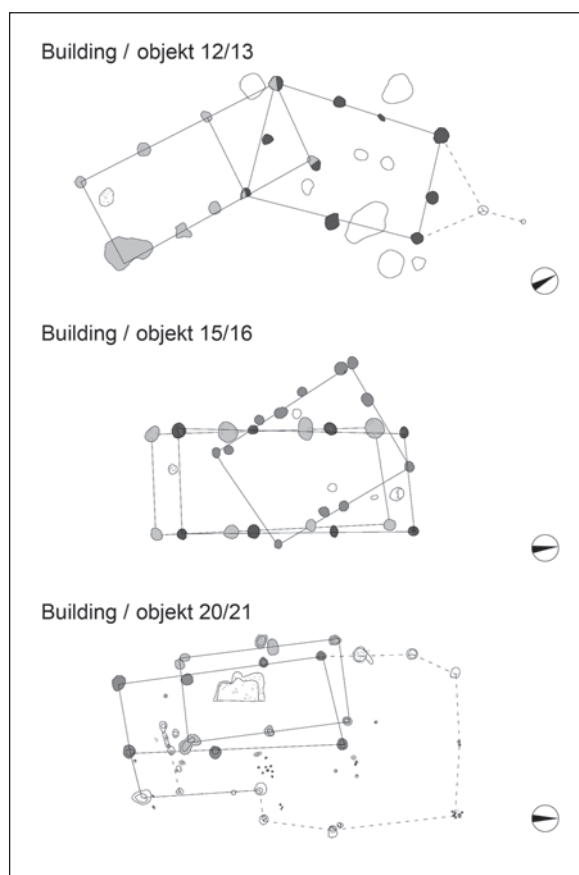 Building / objekt 12/13
Building / objekt 15/16
Building / objekt 20/21